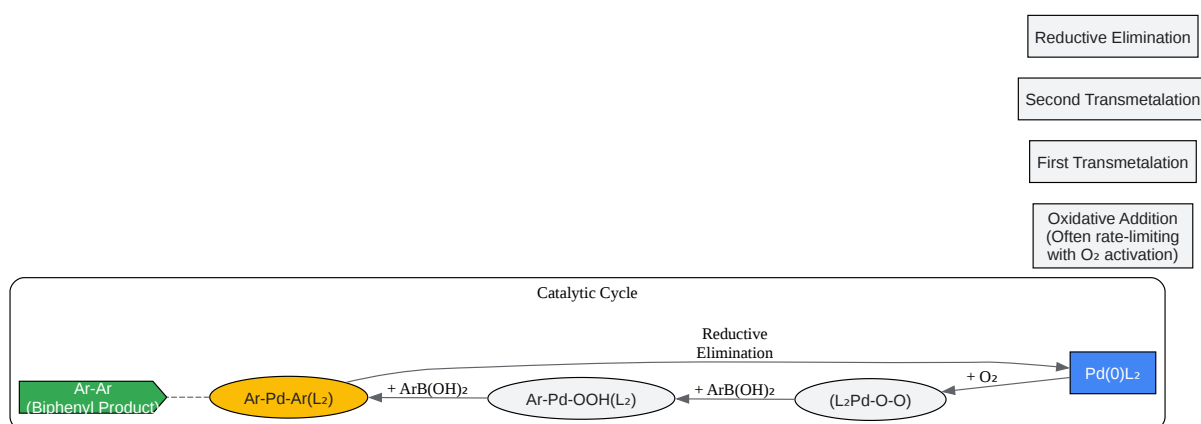 Reductive Elimination
Second Transmetalation
First Transmetalation
Oxidative Addition
(Often rate-limiting
with O₂ activation)
Catalytic Cycle
Reductive
Elimination
Ar-Ar
(Biphenyl Product)
Ar-Pd-Ar(L₂)
+ ArB(OH)₂
Ar-Pd-OOH(L₂)
+ ArB(OH)₂
(L₂Pd-O-O)
+ O₂
Pd(0)L₂